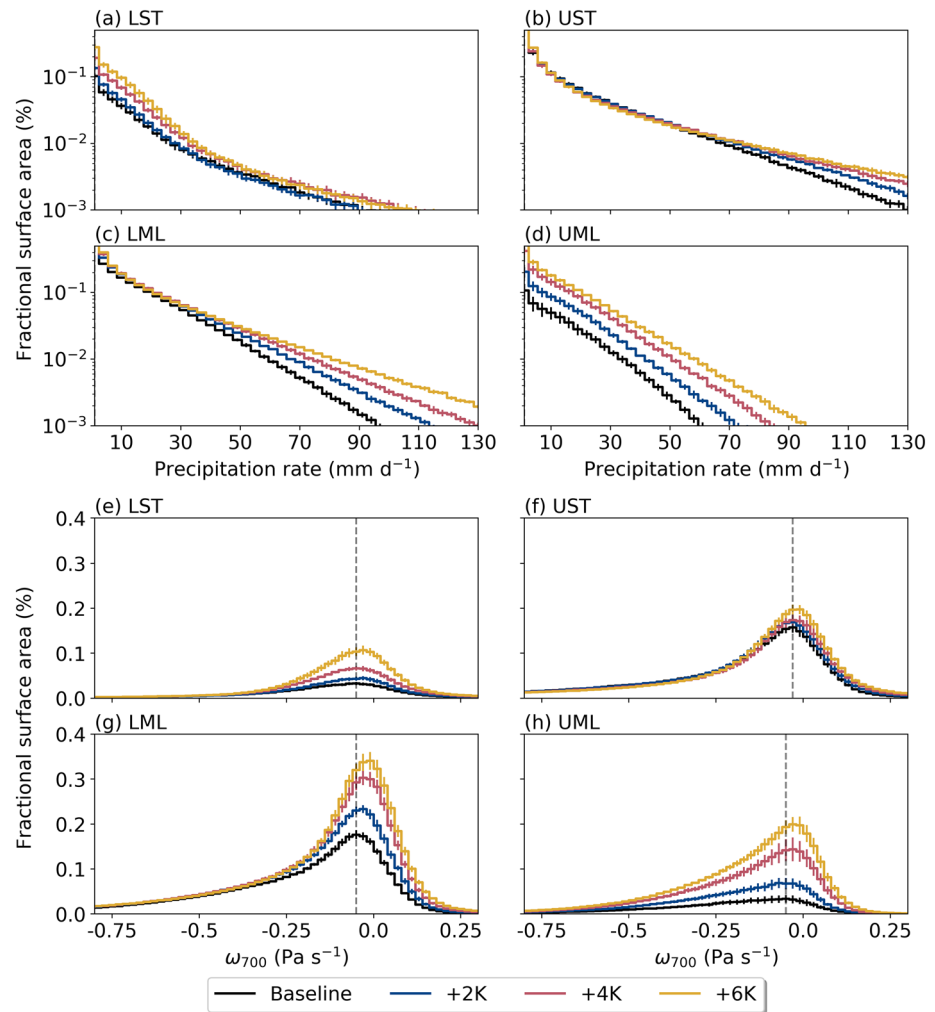 (a) LST
(b) UST
10⁻¹
10⁻²
10⁻³
Fractional surface area (%)
(c) LML
(d) UML
10⁻¹
10⁻²
10⁻³
10 30 50 70 90 110 130
10 30 50 70 90 110 130
Precipitation rate (mm d⁻¹)
Precipitation rate (mm d⁻¹)
(e) LST
(f) UST
0.4
0.3
0.2
0.1
0.0
Fractional surface area (%)
(g) LML
(h) UML
0.4
0.3
0.2
0.1
0.0
-0.75 -0.5 -0.25 0.0 0.25
-0.75 -0.5 -0.25 0.0 0.25
ω₇₀₀ (Pa s⁻¹)
ω₇₀₀ (Pa s⁻¹)
Baseline +2K +4K +6K